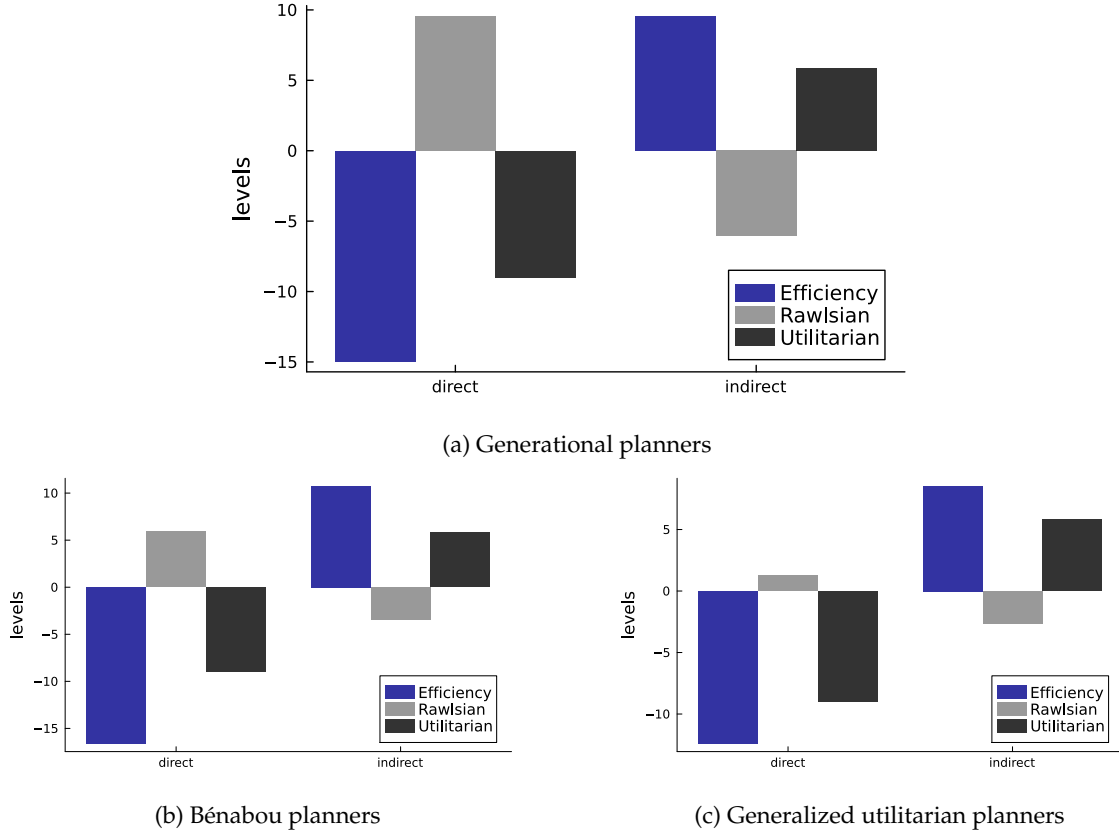 10
5
0
−5
−10
−15
levels
direct
indirect
Efficiency
Rawlsian
Utilitarian
(a) Generational planners
10
5
0
−5
−10
−15
levels
direct
indirect
Efficiency
Rawlsian
Utilitarian
(b) Bénabou planners
5
0
−5
−10
levels
direct
indirect
Efficiency
Rawlsian
Utilitarian
(c) Generalized utilitarian planners